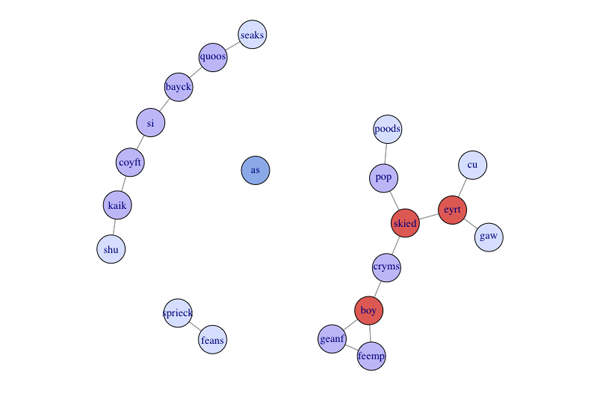 seaks
quoos
bayck
si
poods
coyft
cu
as
pop
kaik
eyrt
skied
gaw
shu
cryms
boy
sprieck
geanf
feans
feemp